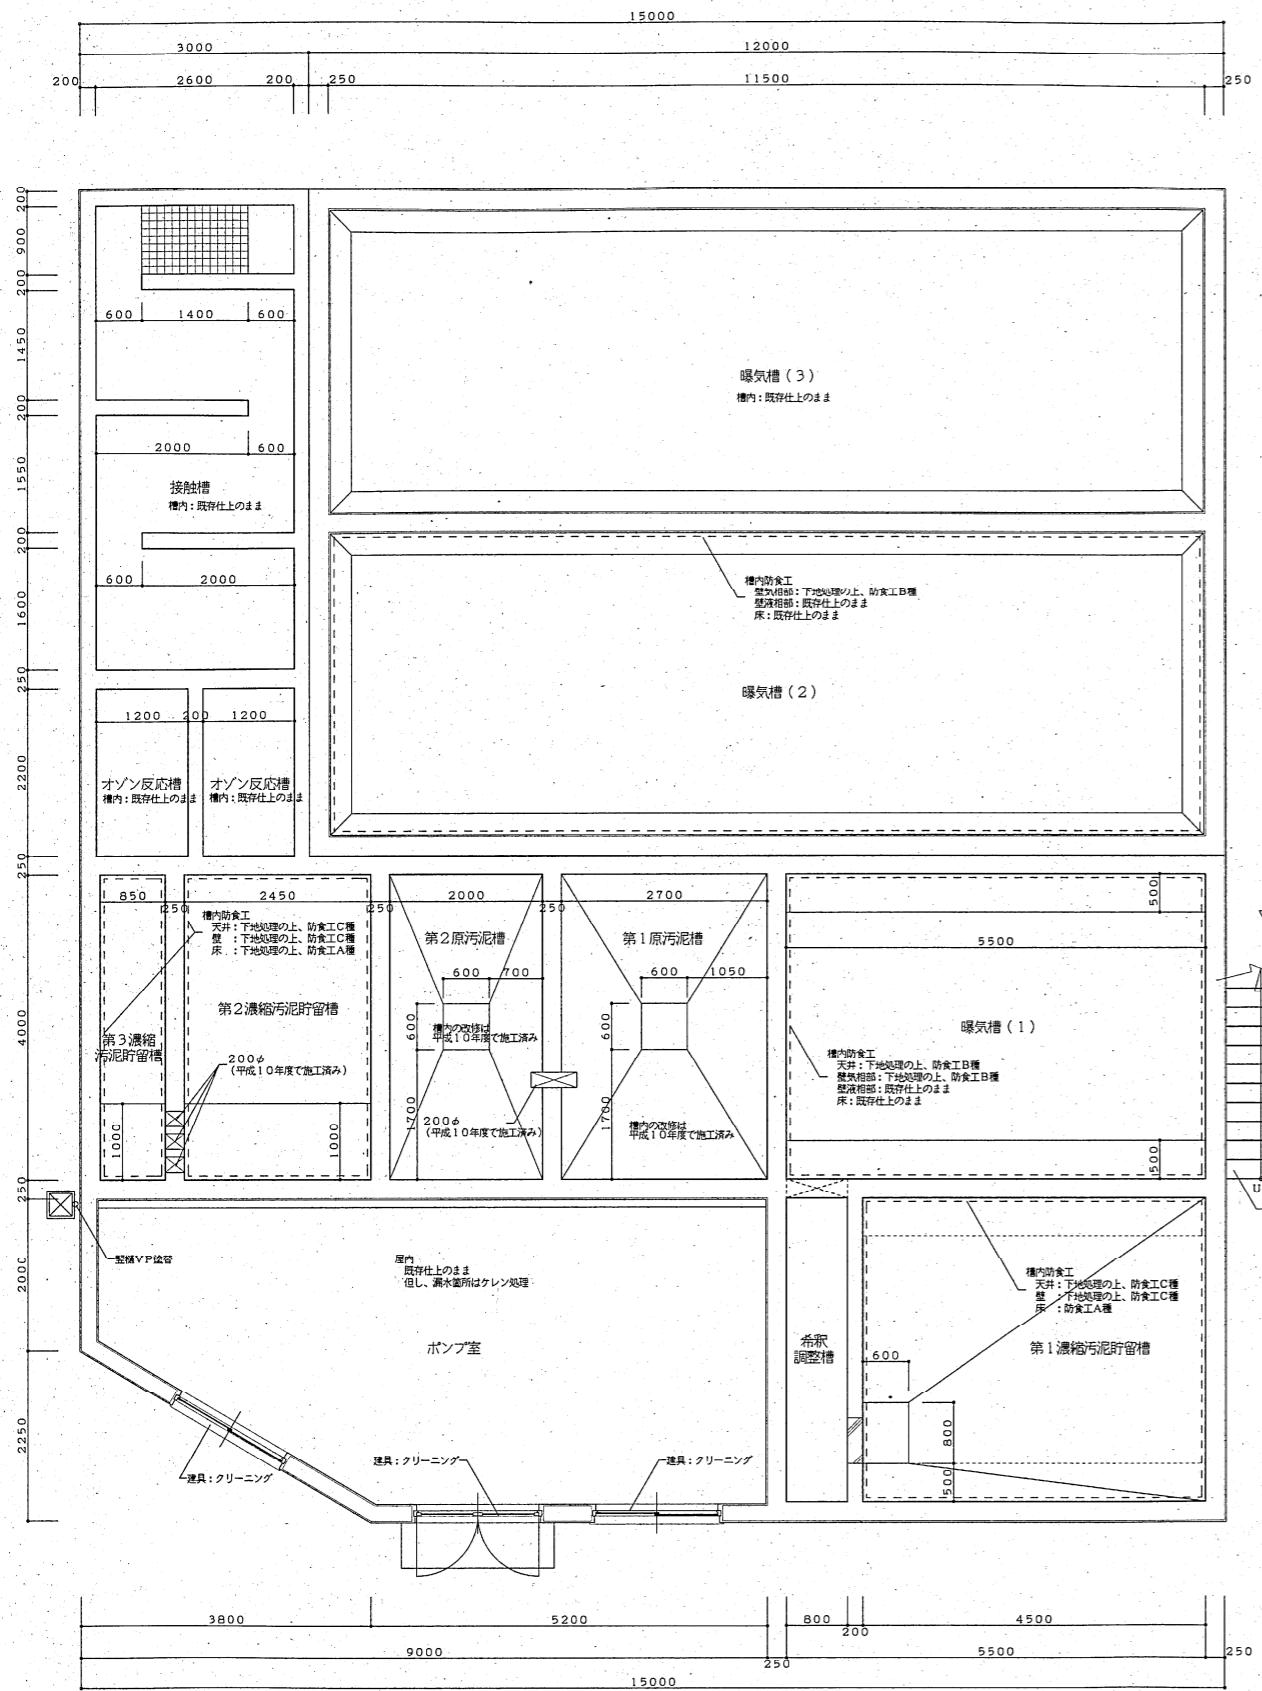 15000
3000
12000
200
2600
200
250
11500
250
200
900
200
1450
200
1550
200
1600
250
2200
250
4000
250
2000
2250
600
1400
600
2000
600
接触槽
槽内：既存仕上のまま
600
2000
曝気槽（３）
槽内：既存仕上のまま
槽内防食工
壁気相部：下地処理の上、防食工Ｂ種
壁液相部：既存仕上のまま
床：既存仕上のまま
曝気槽（２）
1200
200
1200
オゾン反応槽
槽内：既存仕上のまま
オゾン反応槽
槽内：既存仕上のまま
850
250
2450
250
2000
250
2700
槽内防食工
天井：下地処理の上、防食工Ｃ種
壁　：下地処理の上、防食工Ｃ種
床　：下地処理の上、防食工Ａ種
第２濃縮汚泥貯留槽
第３濃縮
汚泥貯留槽
200φ
（平成１０年度で施工済み）
1000
1000
第２原汚泥槽
600
700
600
槽内の改修は
平成１０年度で施工済み
1700
200φ
（平成１０年度で施工済み）
第１原汚泥槽
600
1050
600
1700
槽内の改修は
平成１０年度で施工済み
500
5500
曝気槽（１）
槽内防食工
天井：下地処理の上、防食工Ｂ種
壁気相部：下地処理の上、防食工Ｂ種
壁液相部：既存仕上のまま
床：既存仕上のまま
500
U
竪樋ＶＰ塗替
屋内
既存仕上のまま
但し、漏水箇所はケレン処理
ポンプ室
建具：クリーニング
建具：クリーニング
建具：クリーニング
希釈
調整槽
槽内防食工
天井：下地処理の上、防食工Ｃ種
壁　：下地処理の上、防食工Ｃ種
床　：防食工Ａ種
第１濃縮汚泥貯留槽
600
800
500
3800
5200
800
200
4500
9000
250
5500
250
15000